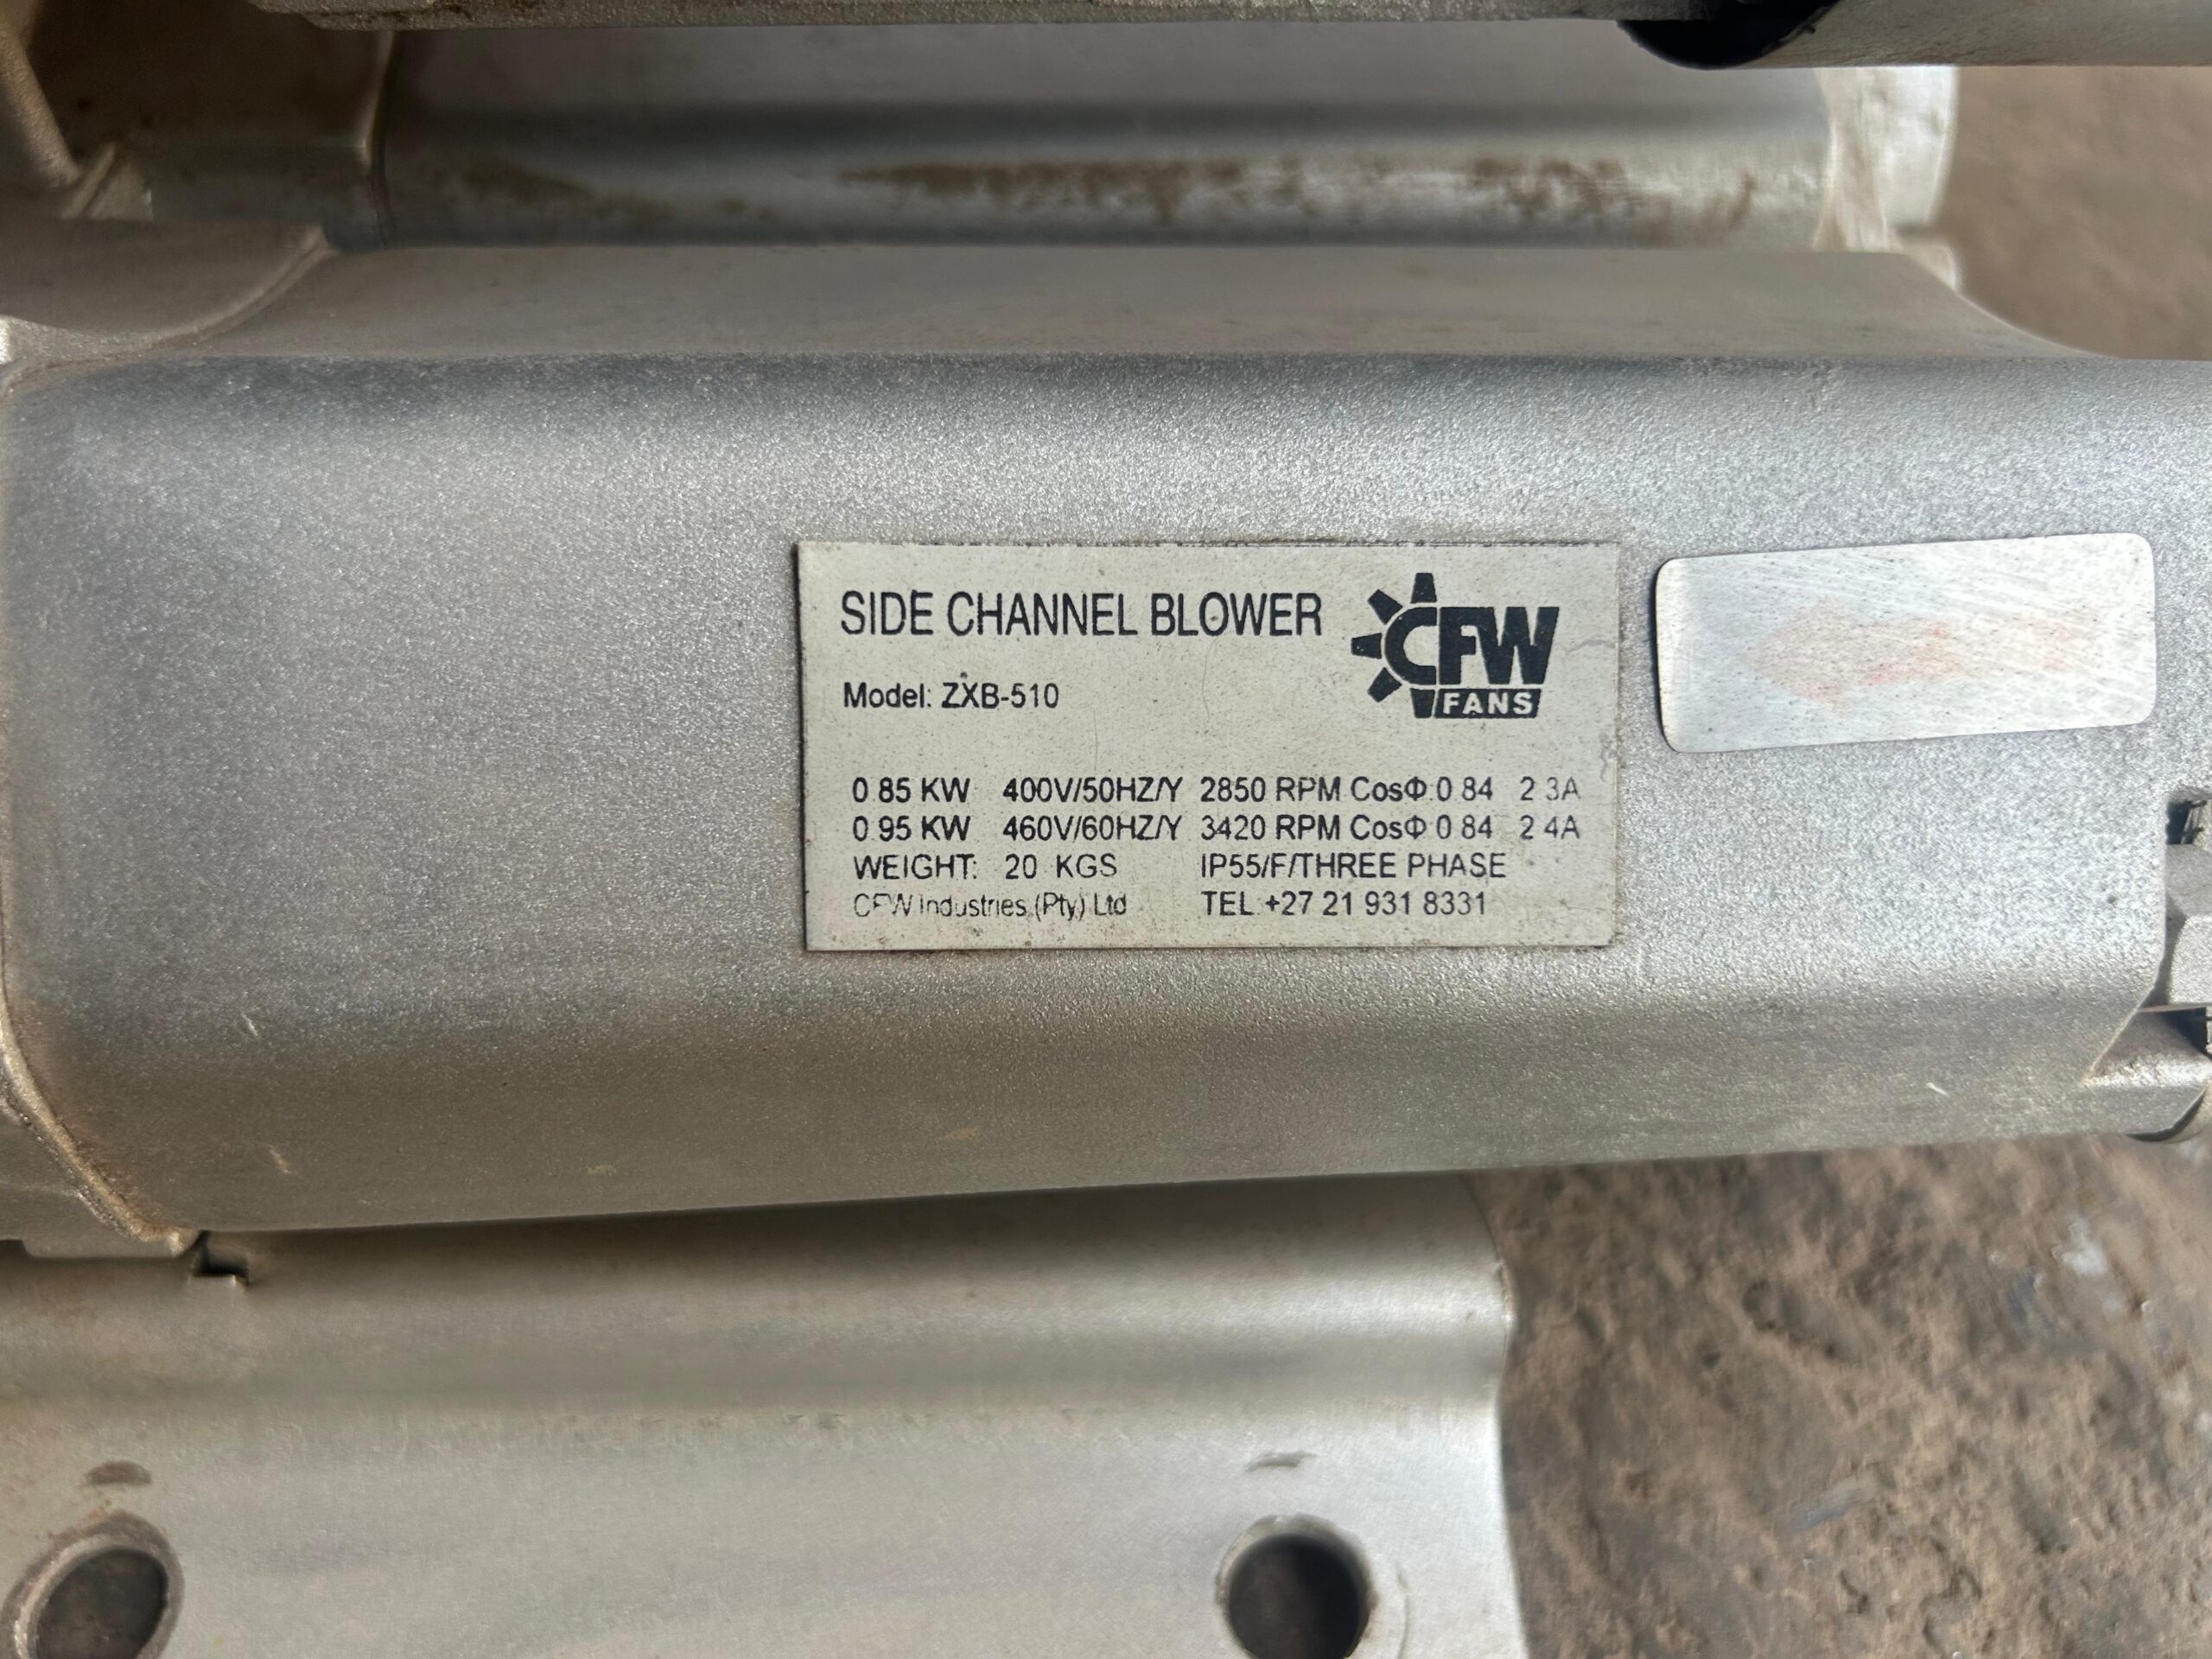 SIDE CHANNEL BLOWER
CFW
FANS
Model: ZXB-510
0.85 KW 400V/50HZ/Y 2850 RPM CosΦ:0.84 2.3A
0.95 KW 460V/60HZ/Y 3420 RPM CosΦ:0.84 2.4A
WEIGHT: 20 KGS IP55/F/THREE PHASE
CFW Industries (Pty) Ltd TEL:+27 21 931 8331